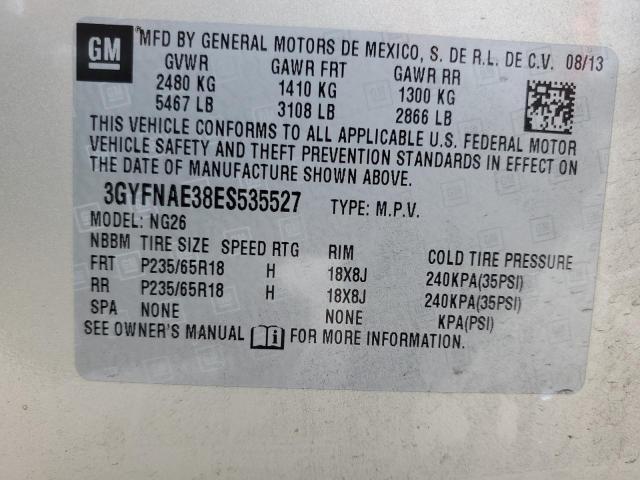 GM
MFD BY GENERAL MOTORS DE MEXICO, S. DE R.L. DE C.V. 08/13
GVWR GAWR FRT GAWR RR
2480 KG 1410 KG 1300 KG
5467 LB 3108 LB 2866 LB
THIS VEHICLE CONFORMS TO ALL APPLICABLE U.S. FEDERAL MOTOR
VEHICLE SAFETY AND THEFT PREVENTION STANDARDS IN EFFECT ON
THE DATE OF MANUFACTURE SHOWN ABOVE.
3GYFNAE38ES535527 TYPE: M.P.V.
MODEL: NG26
NBBM TIRE SIZE SPEED RTG RIM COLD TIRE PRESSURE
FRT P235/65R18 H 18X8J 240KPA(35PSI)
RR P235/65R18 H 18X8J 240KPA(35PSI)
SPA NONE NONE KPA(PSI)
SEE OWNER'S MANUAL FOR MORE INFORMATION.